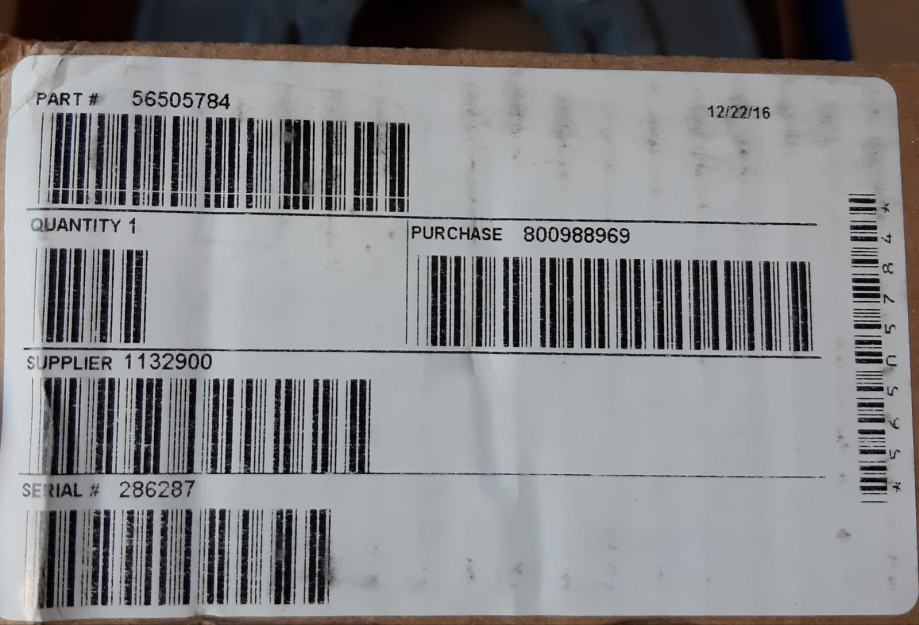 PART # 56505784
12/22/16
QUANTITY 1
PURCHASE 800988969
SUPPLIER 1132900
SERIAL # 286287
*56505784*